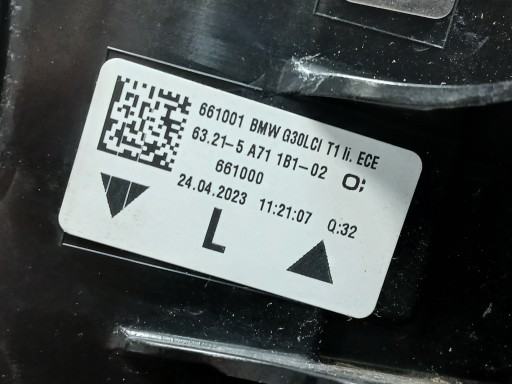 661001 BMW G30LCI T1 li. ECE
63.21-5 A71 1B1-02 O;
661000
24.04.2023 11:21:07 Q:32
L